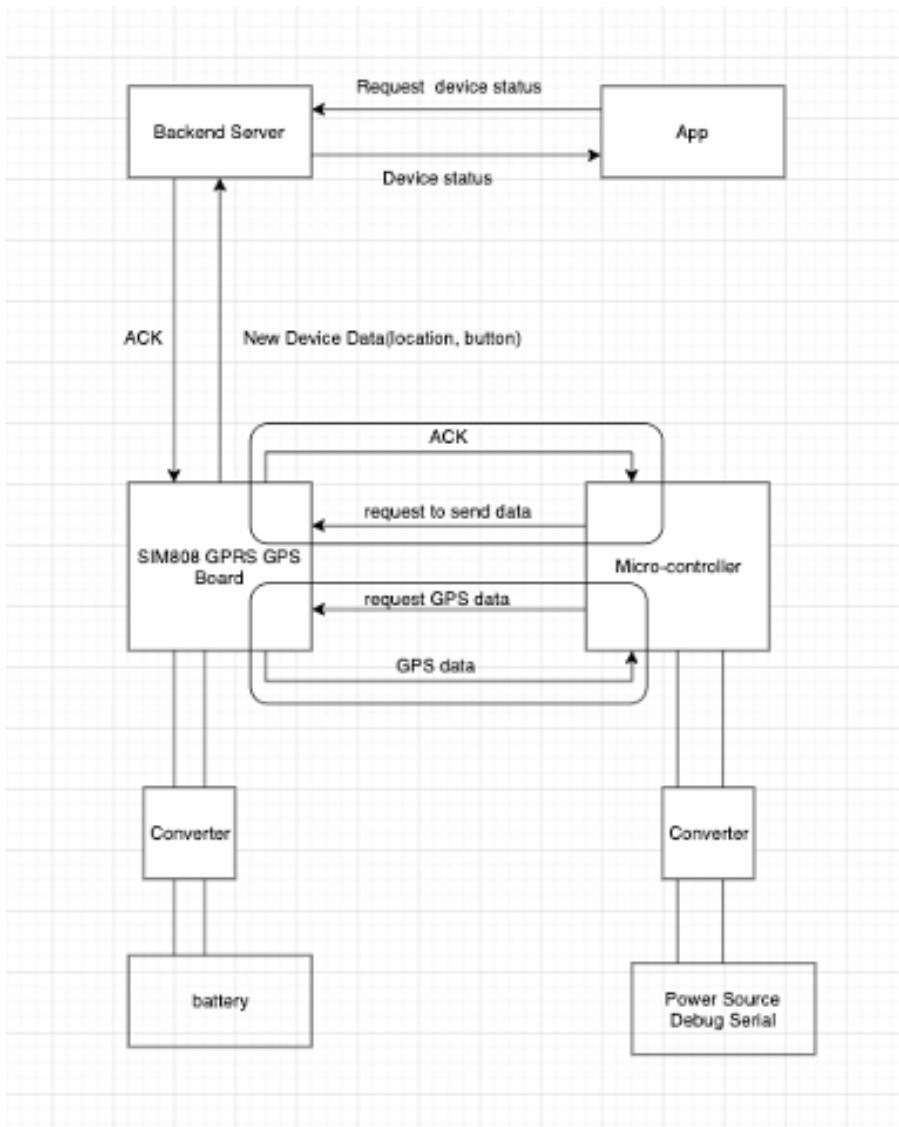 Request device status
Backend Server
App
Device status
ACK
New Device Data(location, button)
ACK
request to send data
SIM808 GPRS GPS
Board
Micro-controller
request GPS data
GPS data
Converter
Converter
battery
Power Source
Debug Serial